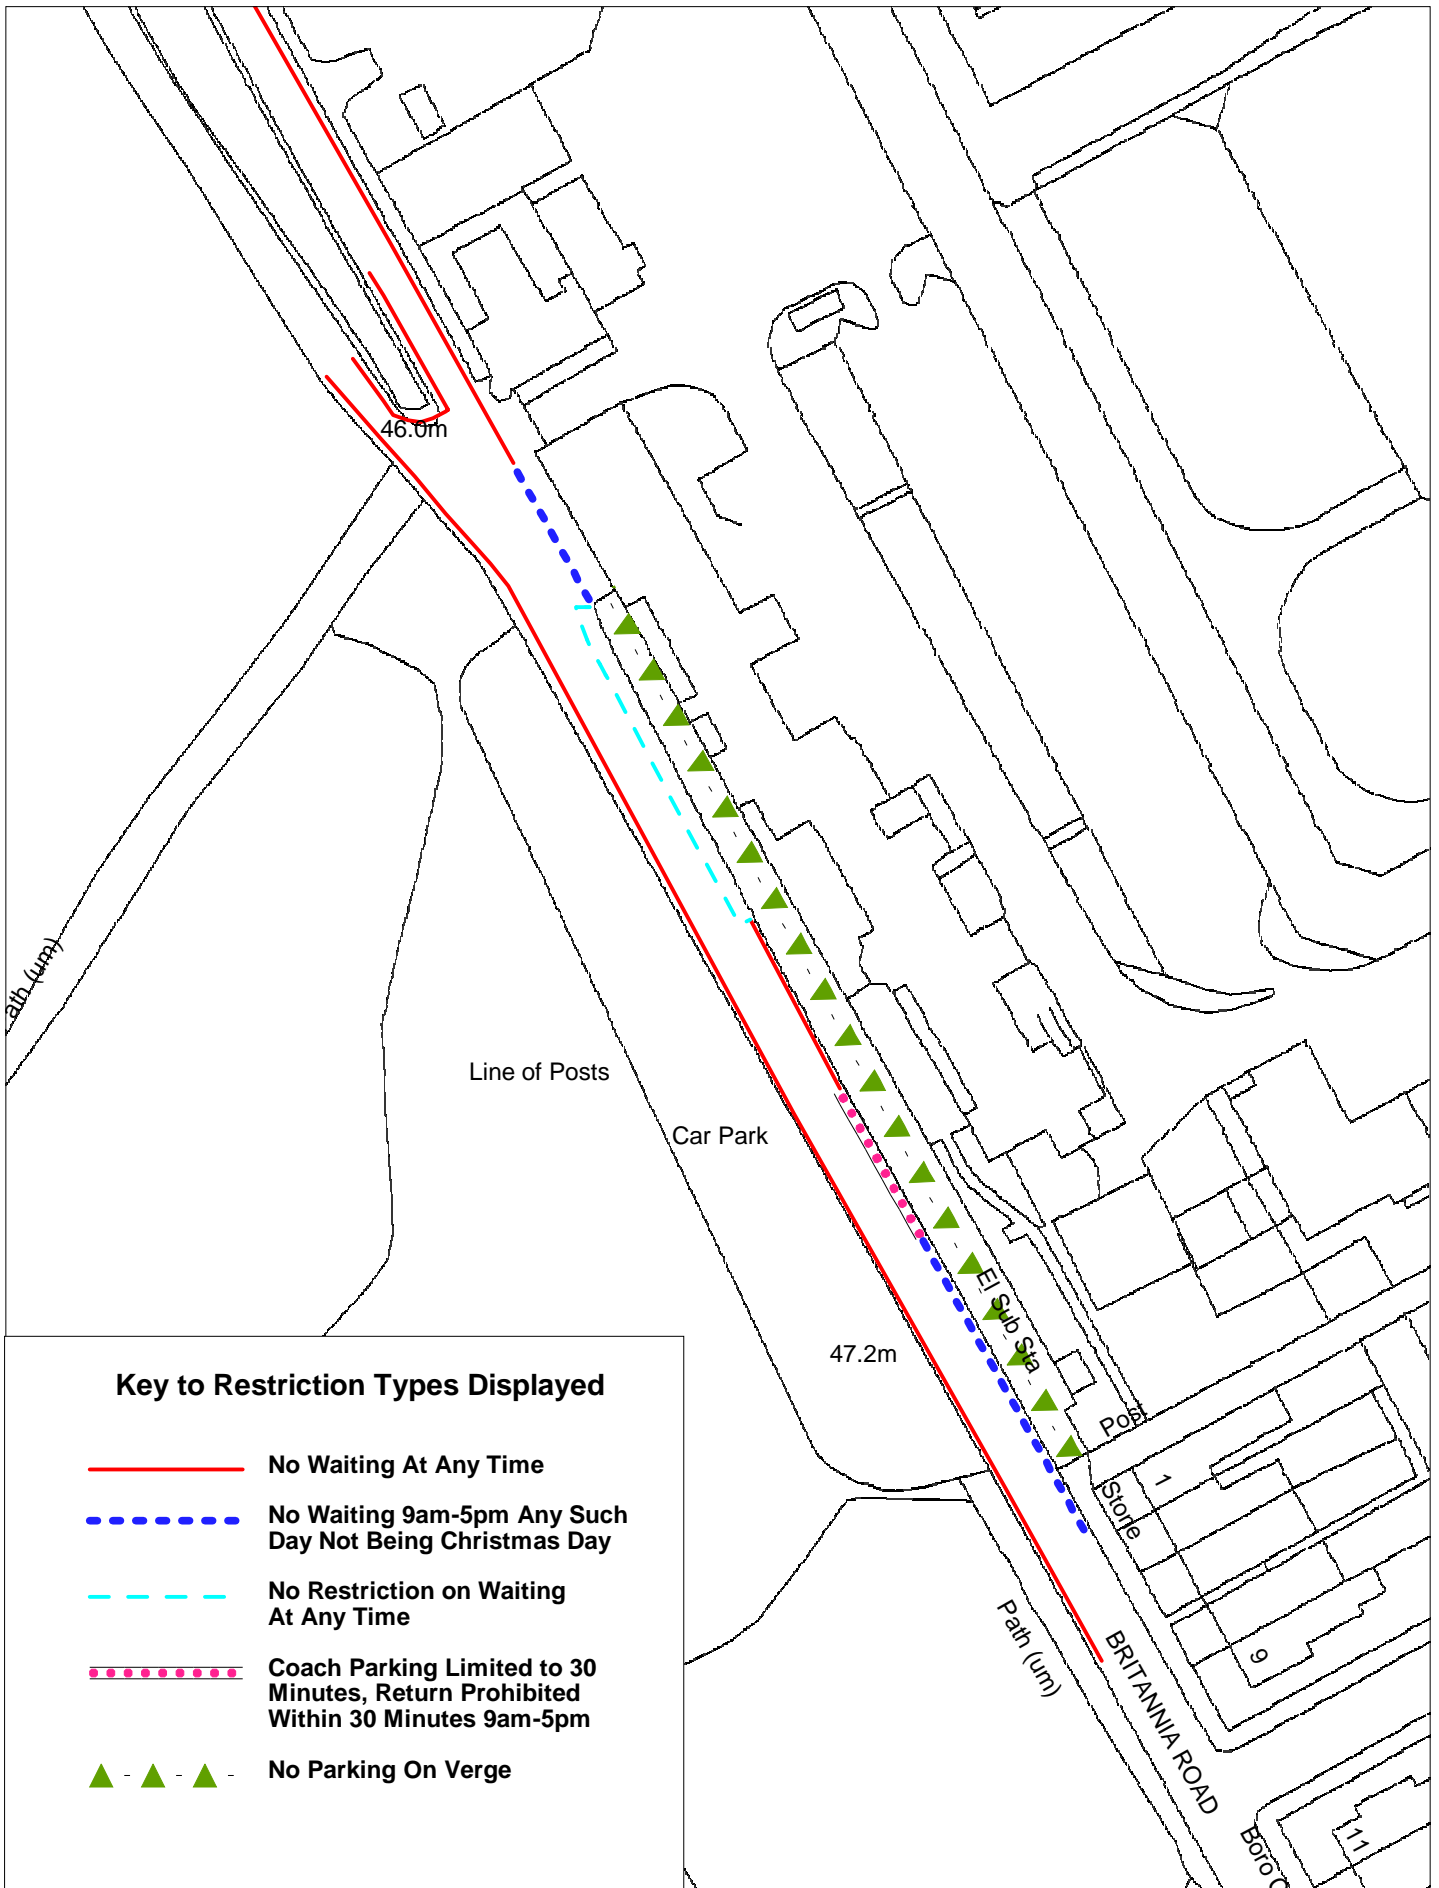 46.0m
ath (um)
Line of Posts
Car Park
El Sub Sta
47.2m
Post
Stone
1
9
Path (um)
BRITANNIA ROAD
Boro
11
Key to Restriction Types Displayed
No Waiting At Any Time
No Waiting 9am-5pm Any Such
Day Not Being Christmas Day
No Restriction on Waiting
At Any Time
Coach Parking Limited to 30
Minutes, Return Prohibited
Within 30 Minutes 9am-5pm
No Parking On Verge